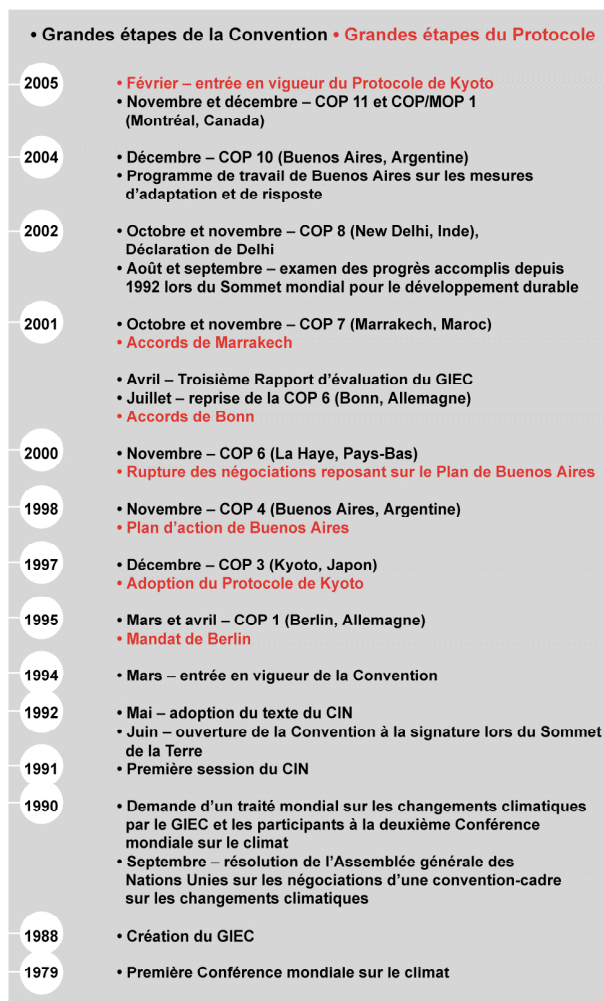 • Grandes étapes de la Convention • Grandes étapes du Protocole
2005
• Février – entrée en vigueur du Protocole de Kyoto
• Novembre et décembre – COP 11 et COP/MOP 1
(Montréal, Canada)
2004
• Décembre – COP 10 (Buenos Aires, Argentine)
• Programme de travail de Buenos Aires sur les mesures
d'adaptation et de risposte
2002
• Octobre et novembre – COP 8 (New Delhi, Inde),
Déclaration de Delhi
• Août et septembre – examen des progrès accomplis depuis
1992 lors du Sommet mondial pour le développement durable
2001
• Octobre et novembre – COP 7 (Marrakech, Maroc)
• Accords de Marrakech
• Avril – Troisième Rapport d'évaluation du GIEC
• Juillet – reprise de la COP 6 (Bonn, Allemagne)
• Accords de Bonn
2000
• Novembre – COP 6 (La Haye, Pays-Bas)
• Rupture des négociations reposant sur le Plan de Buenos Aires
1998
• Novembre – COP 4 (Buenos Aires, Argentine)
• Plan d'action de Buenos Aires
1997
• Décembre – COP 3 (Kyoto, Japon)
• Adoption du Protocole de Kyoto
1995
• Mars et avril – COP 1 (Berlin, Allemagne)
• Mandat de Berlin
1994
• Mars – entrée en vigueur de la Convention
1992
• Mai – adoption du texte du CIN
• Juin – ouverture de la Convention à la signature lors du Sommet
de la Terre
1991
• Première session du CIN
1990
• Demande d'un traité mondial sur les changements climatiques
par le GIEC et les participants à la deuxième Conférence
mondiale sur le climat
• Septembre – résolution de l'Assemblée générale des
Nations Unies sur les négociations d'une convention-cadre
sur les changements climatiques
1988
• Création du GIEC
1979
• Première Conférence mondiale sur le climat